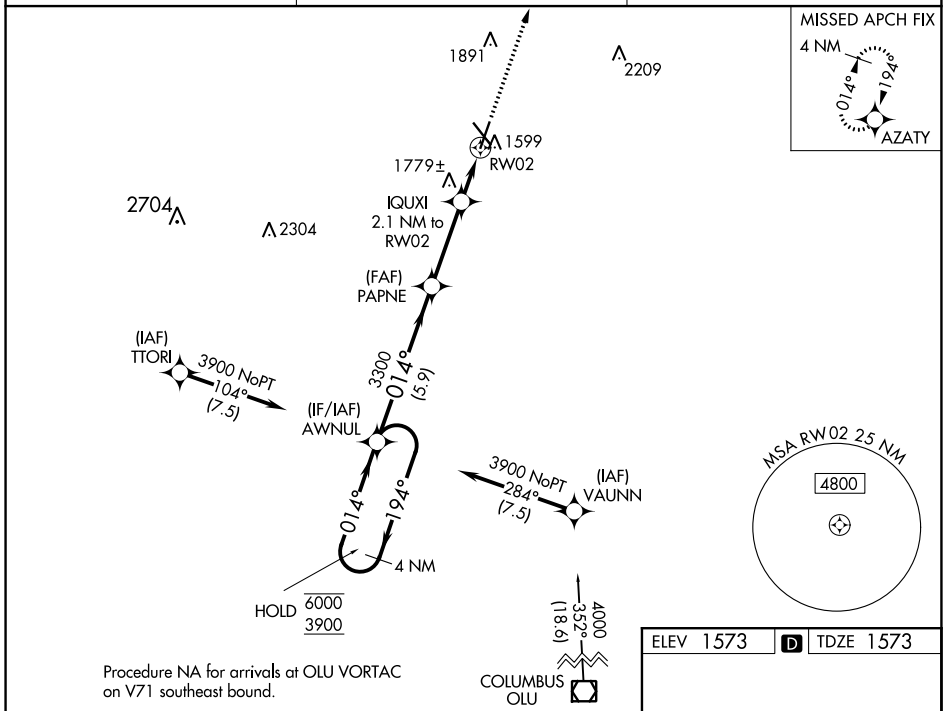 MISSED APCH FIX
4 NM
014°
194°
AZATY
1891
2209
1599
RW02
1779±
IQUXI
2.1 NM to
RW02
2704
2304
(FAF)
PAPNE
(IAF)
TTORI
3900 NoPT
104°
(7.5)
3300
014°
(5.9)
(IF/IAF)
AWNUL
014°
194°
4 NM
HOLD
6000
3900
3900 NoPT
284°
(7.5)
(IAF)
VAUNN
MSA RW02 25 NM
4800
4000
352°
(18.6)
COLUMBUS
OLU
Procedure NA for arrivals at OLU VORTAC
on V71 southeast bound.
ELEV 1573 D TDZE 1573